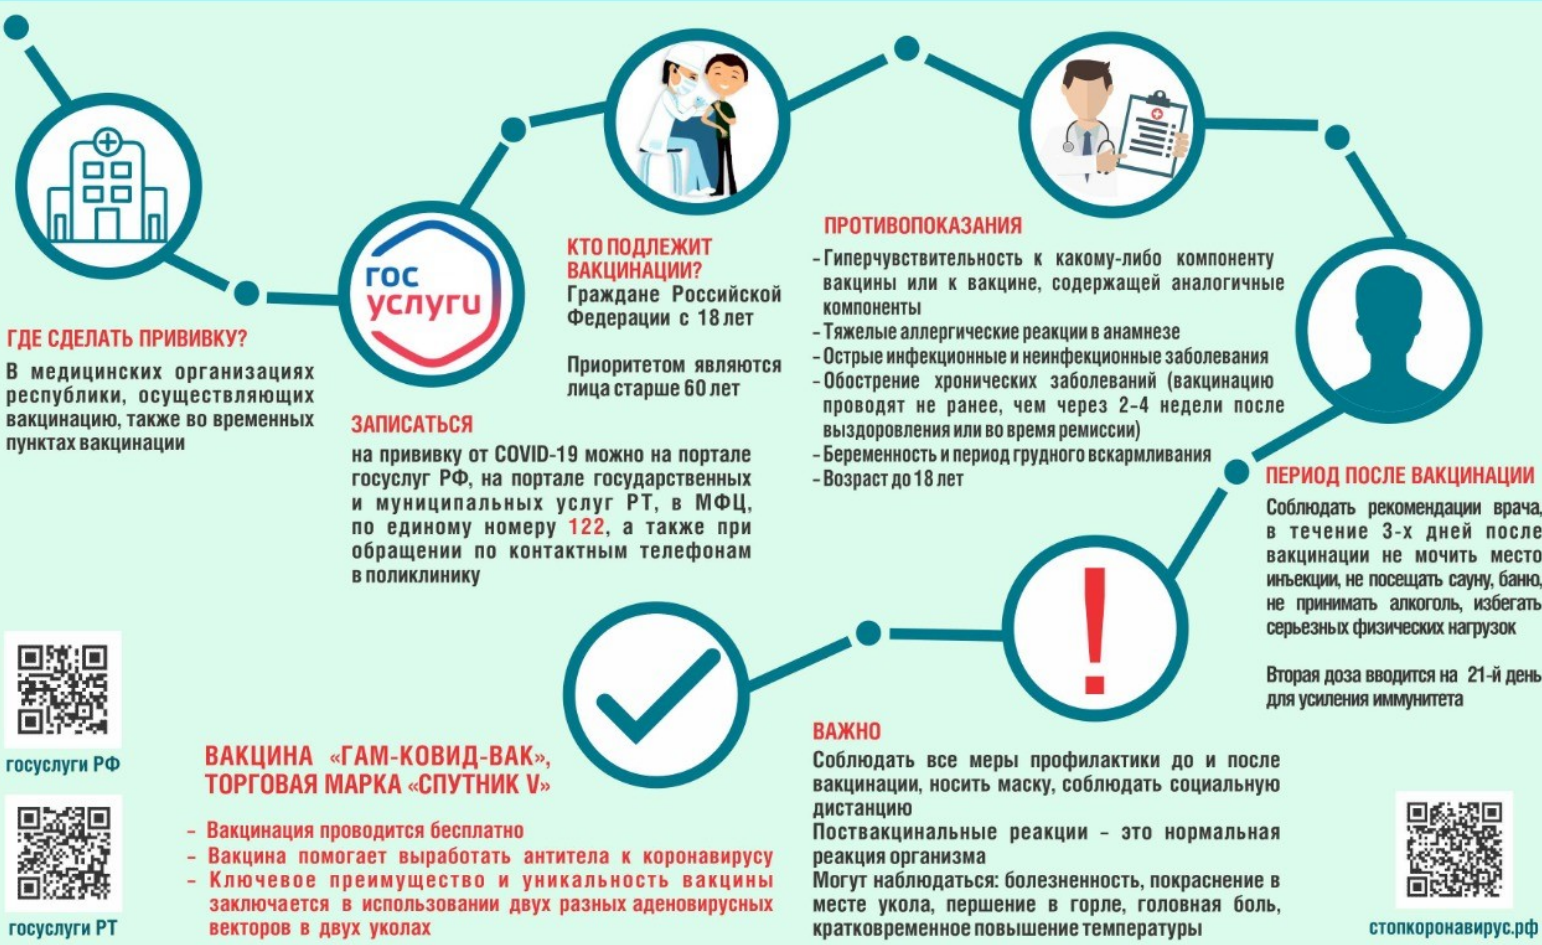 ГДЕ СДЕЛАТЬ ПРИВИВКУ?
В медицинских организациях
республики, осуществляющих
вакцинацию, также во временных
пунктах вакцинации
гос
услуги
ЗАПИСАТЬСЯ
на прививку от COVID-19 можно на портале
госуслуг РФ, на портале государственных
и муниципальных услуг РТ, в МФЦ,
по единому номеру 122, а также при
обращении по контактным телефонам
в поликлинику
КТО ПОДЛЕЖИТ
ВАКЦИНАЦИИ?
Граждане Российской
Федерации с 18 лет
Приоритетом являются
лица старше 60 лет
ПРОТИВОПОКАЗАНИЯ
- Гиперчувствительность к какому-либо компоненту
вакцины или к вакцине, содержащей аналогичные
компоненты
- Тяжелые аллергические реакции в анамнезе
- Острые инфекционные и неинфекционные заболевания
- Обострение хронических заболеваний (вакцинацию
проводят не ранее, чем через 2-4 недели после
выздоровления или во время ремиссии)
- Беременность и период грудного вскармливания
- Возраст до 18 лет
ПЕРИОД ПОСЛЕ ВАКЦИНАЦИИ
Соблюдать рекомендации врача,
в течение 3-х дней после
вакцинации не мочить место
инъекции, не посещать сауну, баню,
не принимать алкоголь, избегать
серьезных физических нагрузок
Вторая доза вводится на 21-й день
для усиления иммунитета
ВАЖНО
Соблюдать все меры профилактики до и после
вакцинации, носить маску, соблюдать социальную
дистанцию
Поствакцинальные реакции - это нормальная
реакция организма
Могут наблюдаться: болезненность, покраснение в
месте укола, першение в горле, головная боль,
кратковременное повышение температуры
ВАКЦИНА «ГАМ-КОВИД-ВАК»,
ТОРГОВАЯ МАРКА «СПУТНИК V»
- Вакцинация проводится бесплатно
- Вакцина помогает выработать антитела к коронавирусу
- Ключевое преимущество и уникальность вакцины
заключается в использовании двух разных аденовирусных
векторов в двух уколах
госуслуги РФ
госуслуги РТ
стопкоронавирус.рф